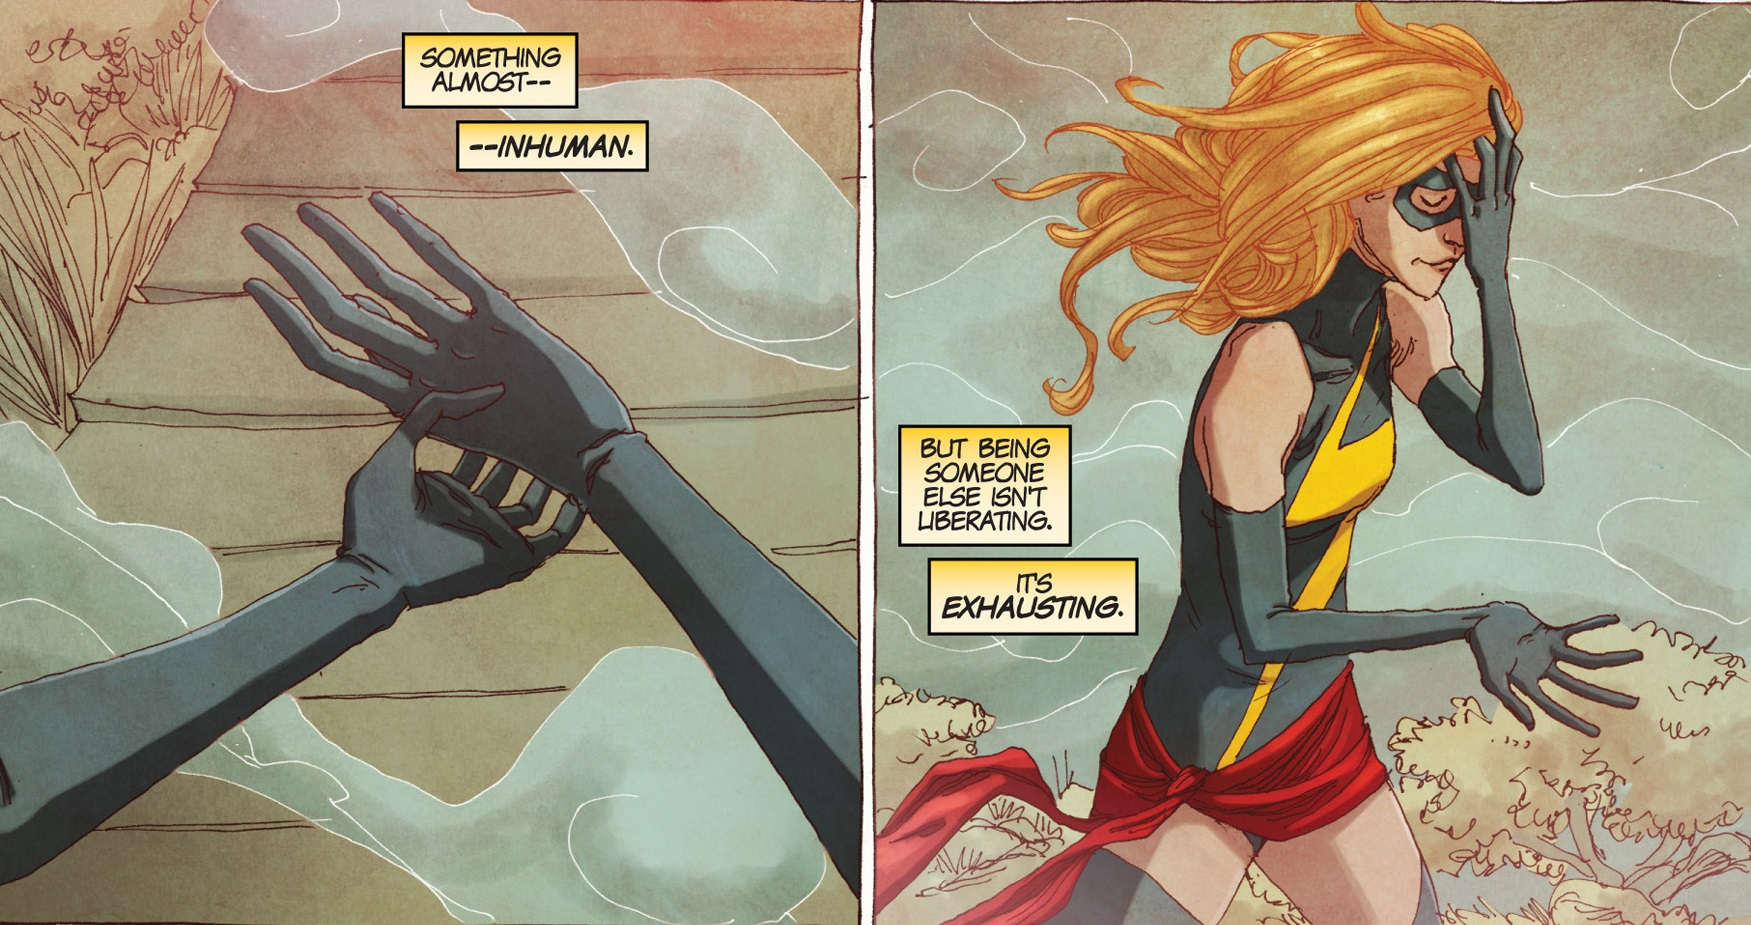 SOMETHING
ALMOST--
--INHUMAN.
BUT BEING
SOMEONE
ELSE ISN'T
LIBERATING.
IT'S
EXHAUSTING.